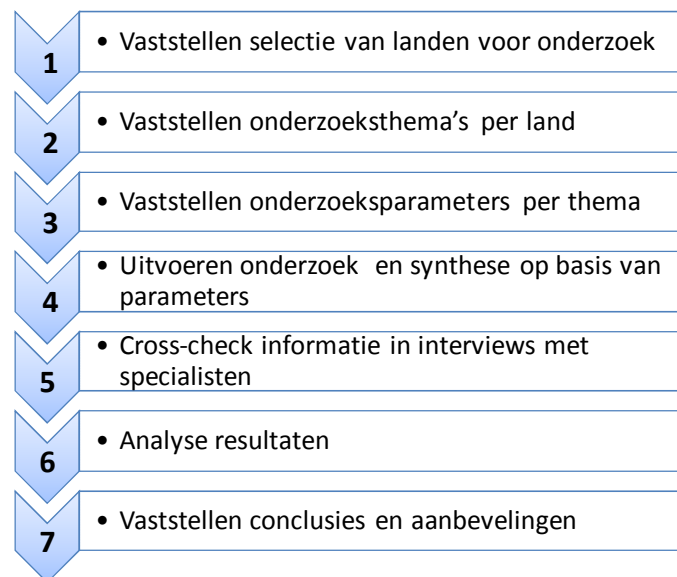 1
• Vaststellen selectie van landen voor onderzoek
2
• Vaststellen onderzoeksthema's per land
3
• Vaststellen onderzoeksparameters per thema
4
• Uitvoeren onderzoek en synthese op basis van
parameters
5
• Cross-check informatie in interviews met
specialisten
6
• Analyse resultaten
7
• Vaststellen conclusies en aanbevelingen